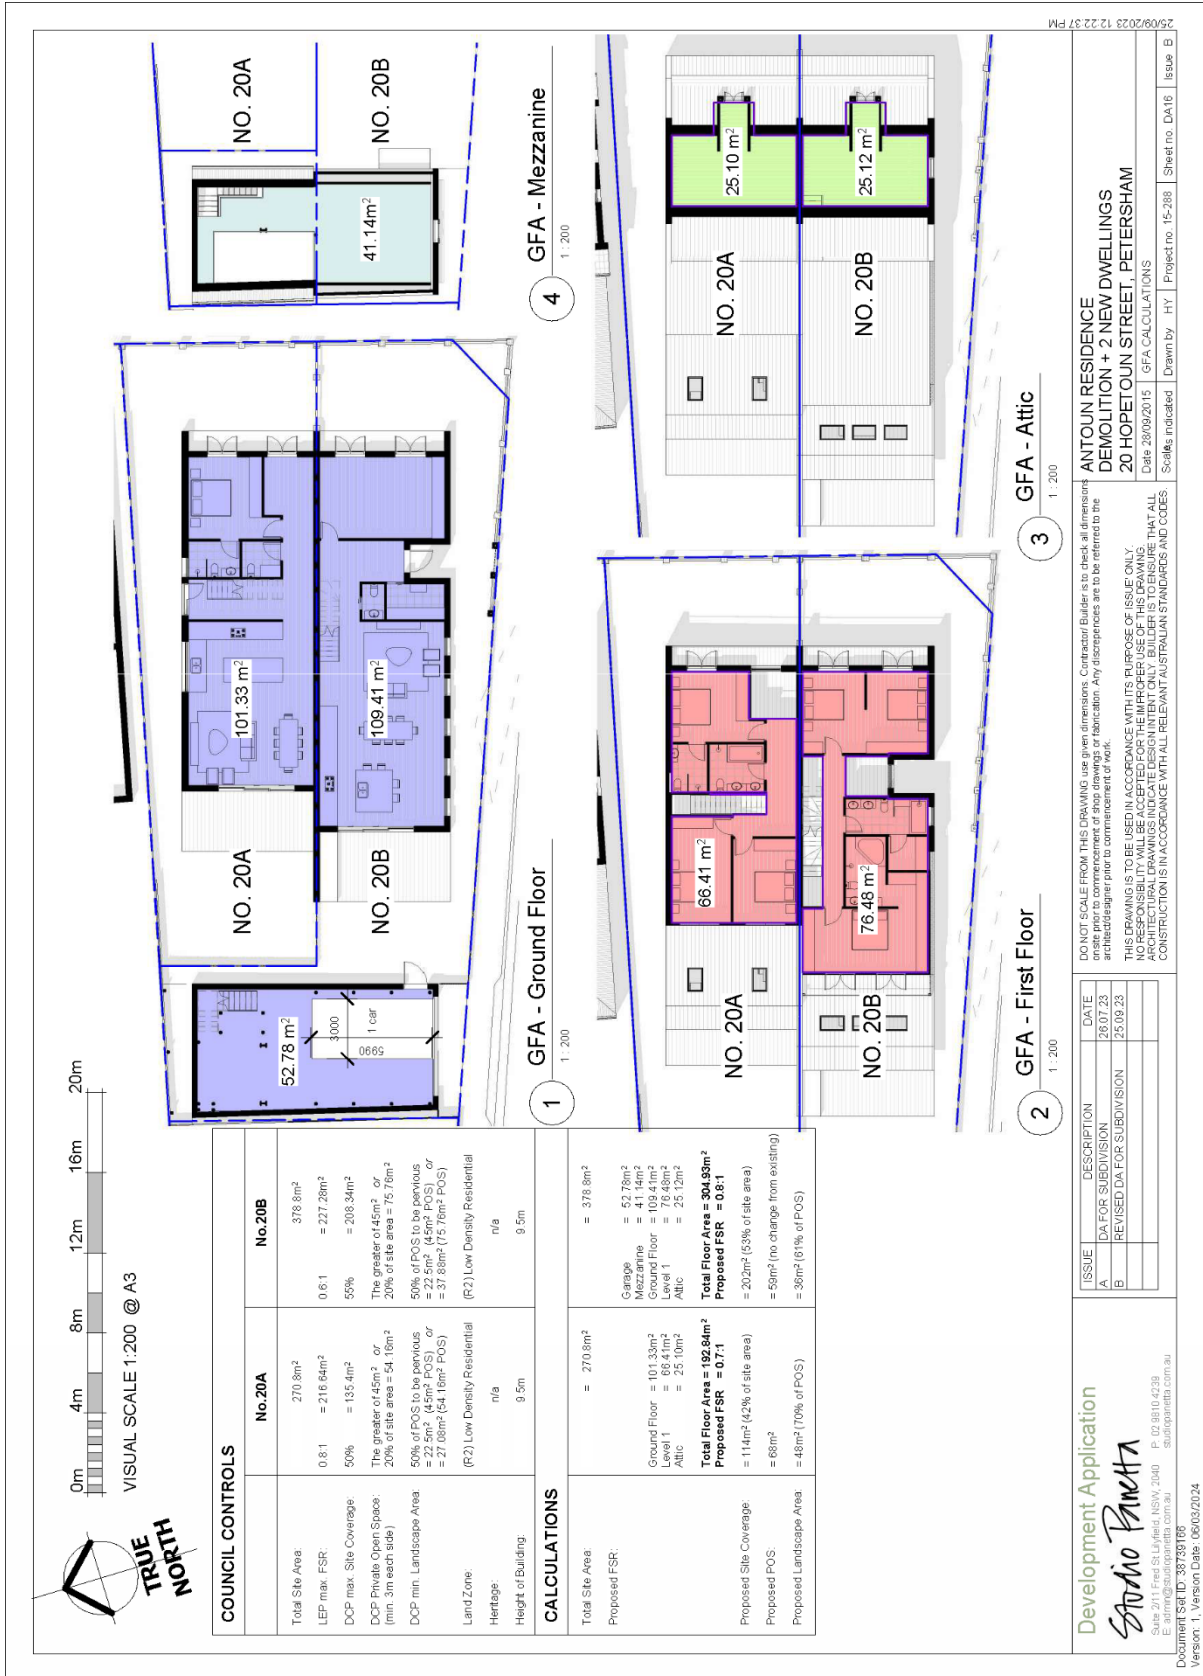 0m 4m 8m 12m 16m 20m
VISUAL SCALE 1:200 @ A3
TRUE
NORTH
COUNCIL CONTROLS
No.20A No.20B
Total Site Area: 270.8m² 378.8m²
LEP max. FSR: 0.8:1 = 216.64m² 0.6:1 = 227.28m²
DCP max. Site Coverage: 50% = 135.4m² 55% = 208.34m²
DCP Private Open Space: The greater of 45m² or The greater of 45m² or
(min. 3m each side) 20% of site area = 54.16m² 20% of site area = 75.76m²
DCP min. Landscape Area: 50% of POS to be pervious 50% of POS to be pervious
= 22.5m² (45m² POS) or = 22.5m² (45m² POS) or
= 27.08m² (54.16m² POS) = 37.88m² (75.76m² POS)
Land Zone: (R2) Low Density Residential (R2) Low Density Residential
Heritage: n/a n/a
Height of Building: 9.5m 9.5m
CALCULATIONS
Total Site Area: = 270.8m² = 378.8m²
Proposed FSR:
Garage = 52.78m²
Mezzanine = 41.14m²
Ground Floor = 101.33m² Ground Floor = 109.41m²
Level 1 = 66.41m² Level 1 = 76.48m²
Attic = 25.10m² Attic = 25.12m²
Total Floor Area = 192.84m² Total Floor Area = 304.93m²
Proposed FSR = 0.7:1 Proposed FSR = 0.8:1
Proposed Site Coverage: = 114m² (42% of site area) = 202m² (53% of site area)
Proposed POS: = 68m² = 59m² (no change from existing)
Proposed Landscape Area: = 48m² (70% of POS) = 36m² (61% of POS)
52.78 m²
3000
1 car
5990
NO. 20A
101.33 m²
NO. 20B
109.41 m²
1
GFA - Ground Floor
1 : 200
NO. 20A
NO. 20B
41.14m²
4
GFA - Mezzanine
1 : 200
NO. 20A
66.41 m²
NO. 20B
76.48 m²
2
GFA - First Floor
1 : 200
NO. 20A
25.10 m²
NO. 20B
25.12 m²
3
GFA - Attic
1 : 200
Development Application
Studio Panetta
Suite 2/11 Fred St Lilyfield, NSW, 2040 P: 02 9810 4239
E: admin@studiopanetta.com.au studiopanetta.com.au
ISSUE DESCRIPTION DATE
A DA FOR SUBDIVISION 26.07.23
B REVISED DA FOR SUBDIVISION 25.09.23
DO NOT SCALE FROM THIS DRAWING use given dimensions. Contractor/ Builder is to check all dimensions
onsite prior to commencement of shop drawings or fabrication. Any discrepencies are to be referred to the
architect/designer prior to commencement of work.
THIS DRAWING IS TO BE USED IN ACCORDANCE WITH ITS 'PURPOSE OF ISSUE' ONLY.
NO RESPONSIBILITY WILL BE ACCEPTED FOR THE IMPROPER USE OF THIS DRAWING.
ARCHITECTURAL DRAWINGS INDICATE DESIGN INTENT ONLY. BUILDER IS TO ENSURE THAT ALL
CONSTRUCTION IS IN ACCORDANCE WITH ALL RELEVANT AUSTRALIAN STANDARDS AND CODES.
ANTOUN RESIDENCE
DEMOLITION + 2 NEW DWELLINGS
20 HOPETOUN STREET, PETERSHAM
Date 28/09/2015 GFA CALCULATIONS
Scale As indicated Drawn by HY Project no. 15-288 Sheet no. DA16 Issue B
25/09/2023 12:22:37 PM
Document Set ID: 38739166
Version: 1, Version Date: 06/03/2024